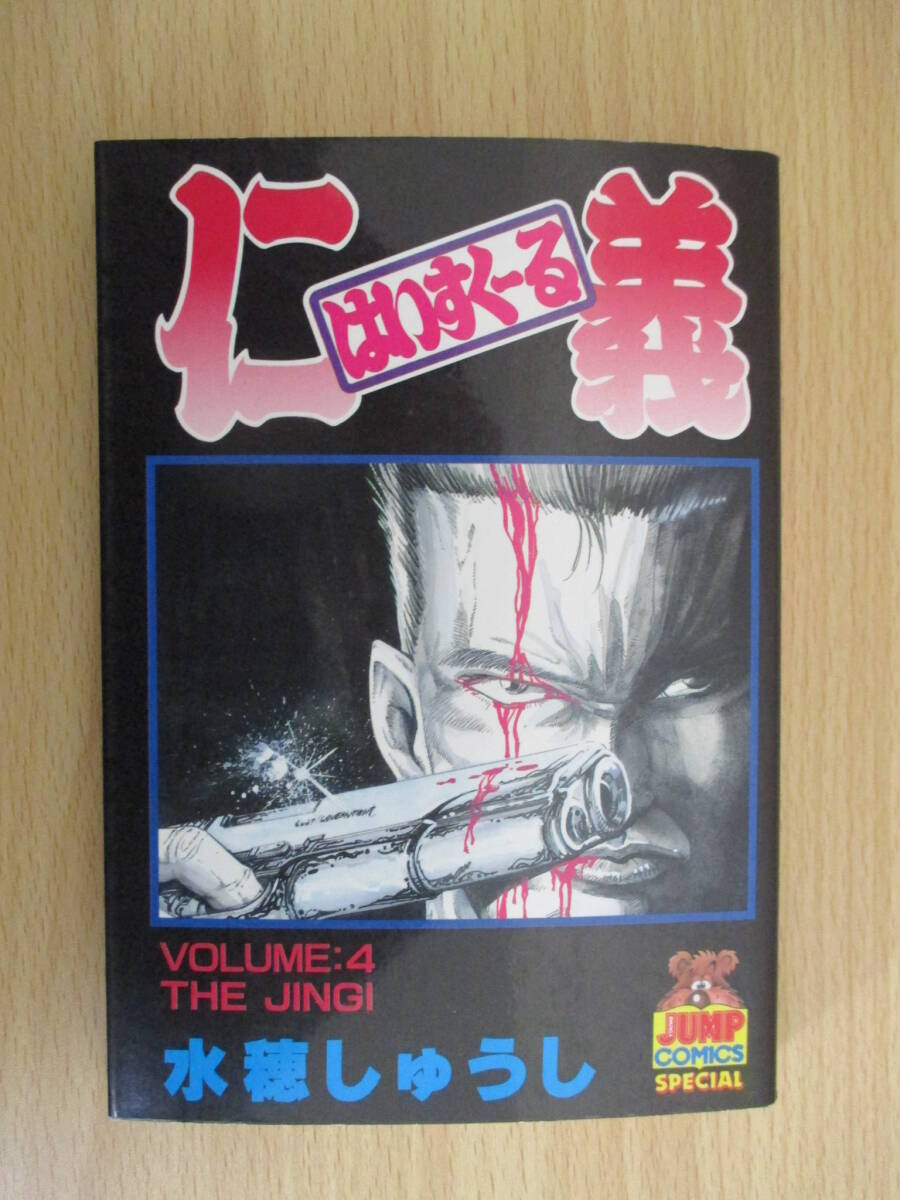 仁義
はいすくーる
VOLUME:4
THE JINGI
水穂しゅうし
JUMP
COMICS
SPECIAL